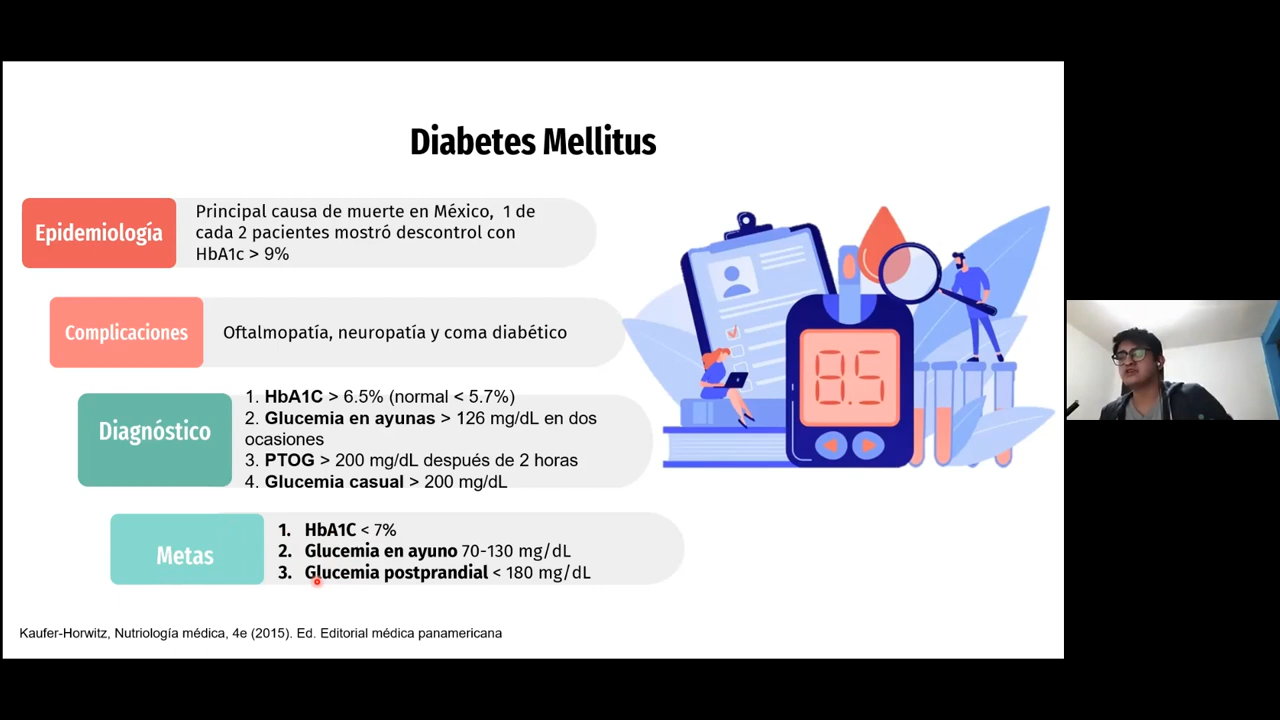 Diabetes Mellitus
Epidemiología
Principal causa de muerte en México, 1 de
cada 2 pacientes mostró descontrol con
HbA1c > 9%
Complicaciones
Oftalmopatía, neuropatía y coma diabético
Diagnóstico
1. HbA1C > 6.5% (normal < 5.7%)
2. Glucemia en ayunas > 126 mg/dL en dos
ocasiones
3. PTOG > 200 mg/dL después de 2 horas
4. Glucemia casual > 200 mg/dL
Metas
1. HbA1C < 7%
2. Glucemia en ayuno 70-130 mg/dL
3. Glucemia postprandial < 180 mg/dL
8.5
Kaufer-Horwitz, Nutriología médica, 4e (2015). Ed. Editorial médica panamericana